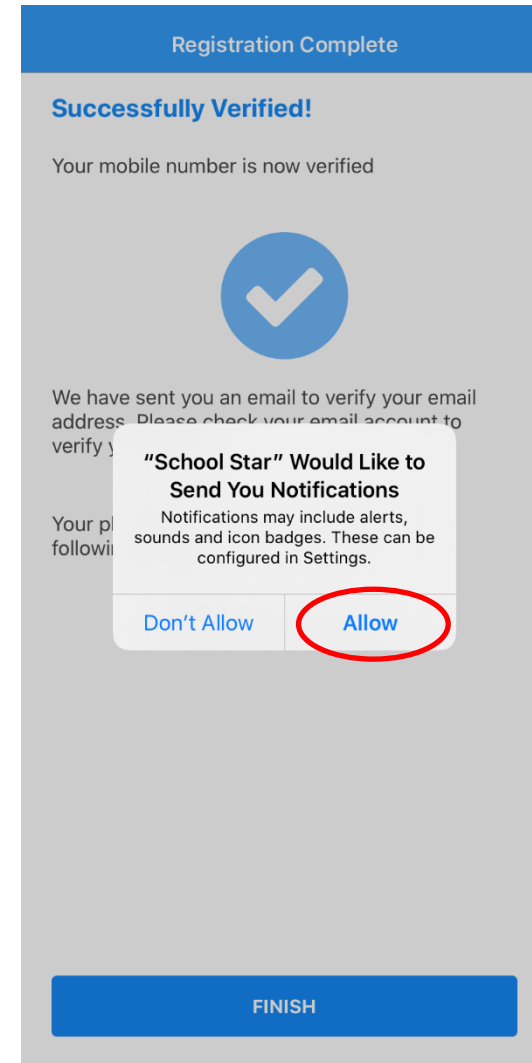 Registration Complete
Successfully Verified!
Your mobile number is now verified
We have sent you an email to verify your email
address. Please check your email account to
verify
“School Star” Would Like to
Send You Notifications
Notifications may include alerts,
sounds and icon badges. These can be
configured in Settings.
Your
Don’t Allow
Allow
FINISH